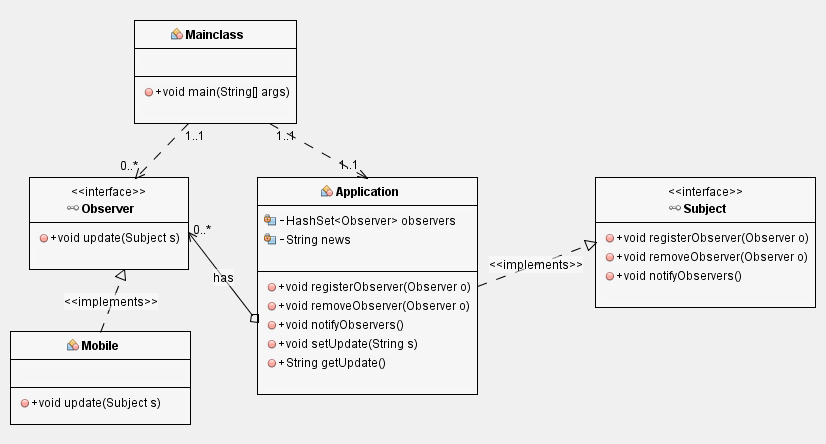 Mainclass
+void main(String[] args)
1..1
1..1
0..*
1..1
<<interface>>
Observer
+void update(Subject s)
Application
-HashSet<Observer> observers
-String news
+void registerObserver(Observer o)
+void removeObserver(Observer o)
+void notifyObservers()
+void setUpdate(String s)
+String getUpdate()
<<interface>>
Subject
+void registerObserver(Observer o)
+void removeObserver(Observer o)
+void notifyObservers()
0..*
has
<<implements>>
<<implements>>
Mobile
+void update(Subject s)